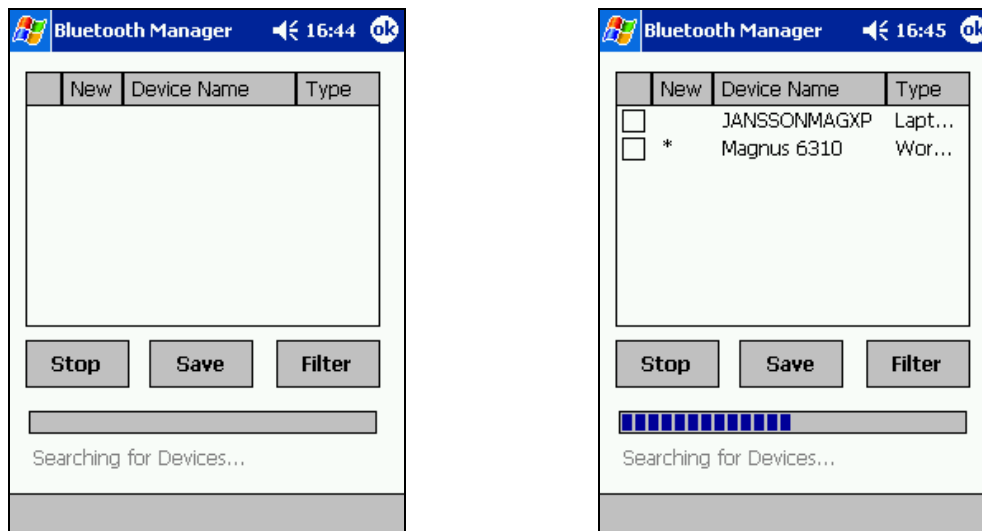 Bluetooth Manager 16:44 ok
New Device Name Type
Stop Save Filter
Searching for Devices...
Bluetooth Manager 16:45 ok
New Device Name Type
JANSSONMAGXP Lapt...
* Magnus 6310 Wor...
Stop Save Filter
Searching for Devices...